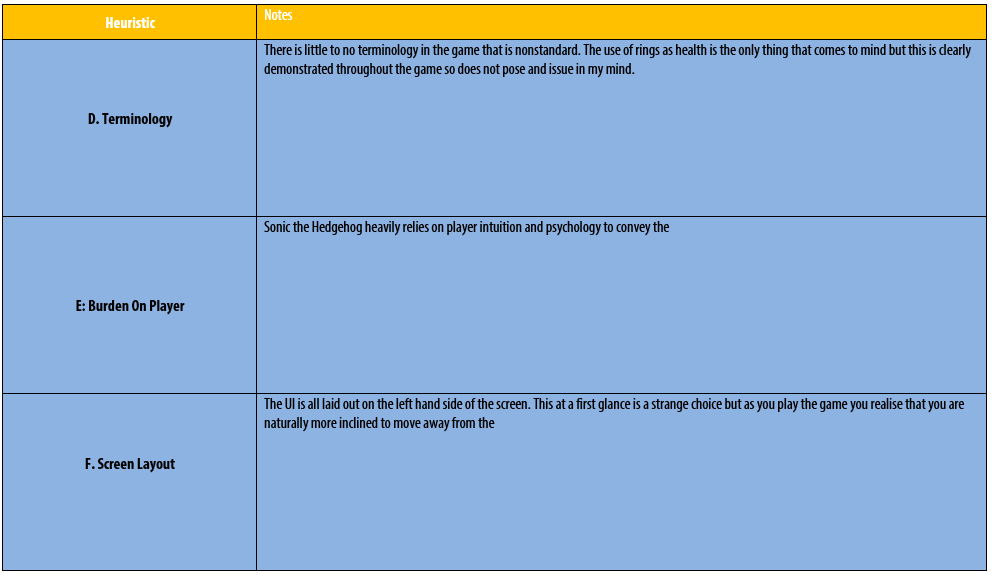 Heuristic
Notes
D. Terminology
There is little to no terminology in the game that is nonstandard. The use of rings as health is the only thing that comes to mind but this is clearly
demonstrated throughout the game so does not pose and issue in my mind.
E: Burden On Player
Sonic the Hedgehog heavily relies on player intuition and psychology to convey the
F. Screen Layout
The UI is all laid out on the left hand side of the screen. This at a first glance is a strange choice but as you play the game you realise that you are
naturally more inclined to move away from the